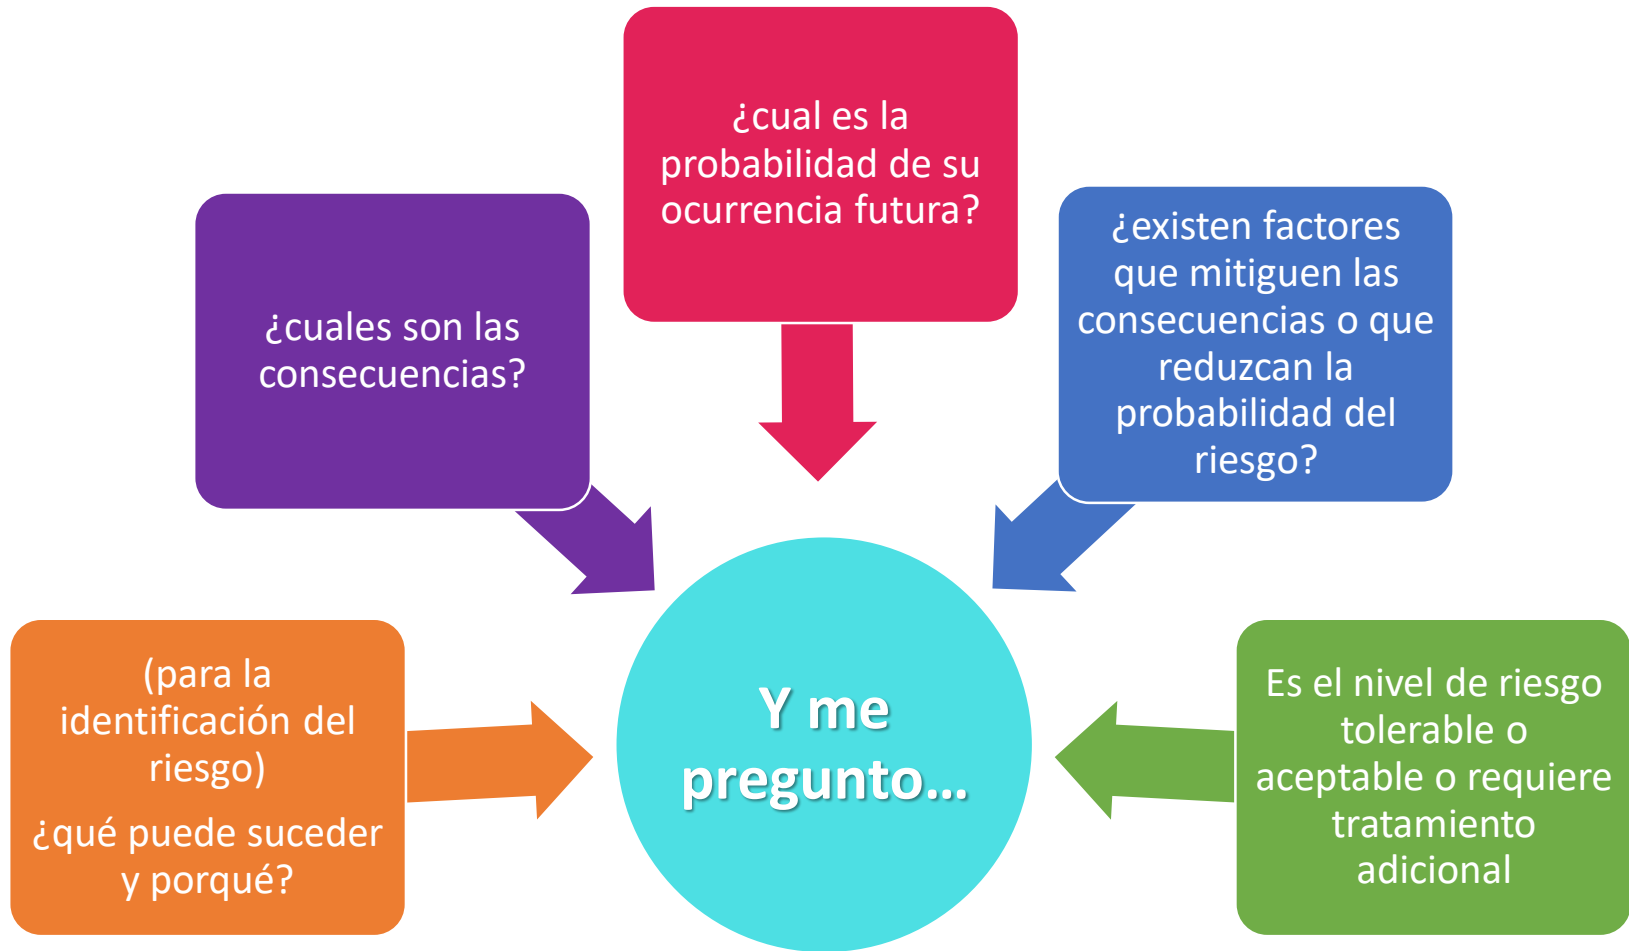 ¿cual es la
probabilidad de su
ocurrencia futura?
¿cuales son las
consecuencias?
¿existen factores
que mitiguen las
consecuencias o que
reduzcan la
probabilidad del
riesgo?
(para la
identificación del
riesgo)
¿qué puede suceder
y porqué?
Y me
pregunto...
Es el nivel de riesgo
tolerable o
aceptable o requiere
tratamiento
adicional